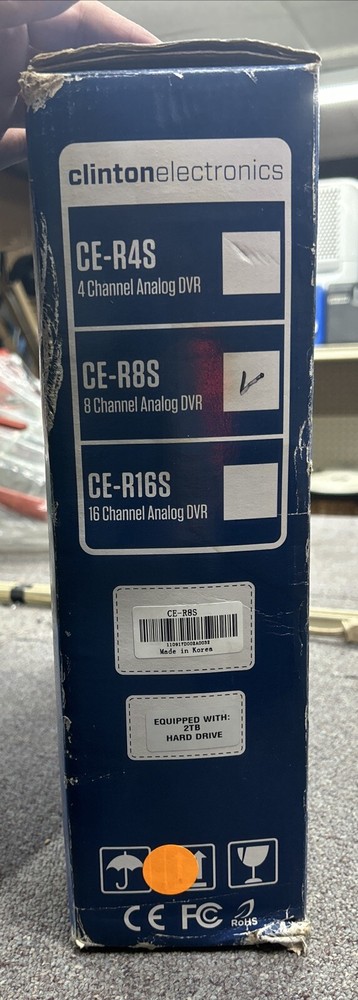 clintonelectronics
CE-R4S
4 Channel Analog DVR
CE-R8S
8 Channel Analog DVR
CE-R16S
16 Channel Analog DVR
CE-R8S
Made in Korea
EQUIPPED WITH:
2TB
HARD DRIVE
CE FC RoHS